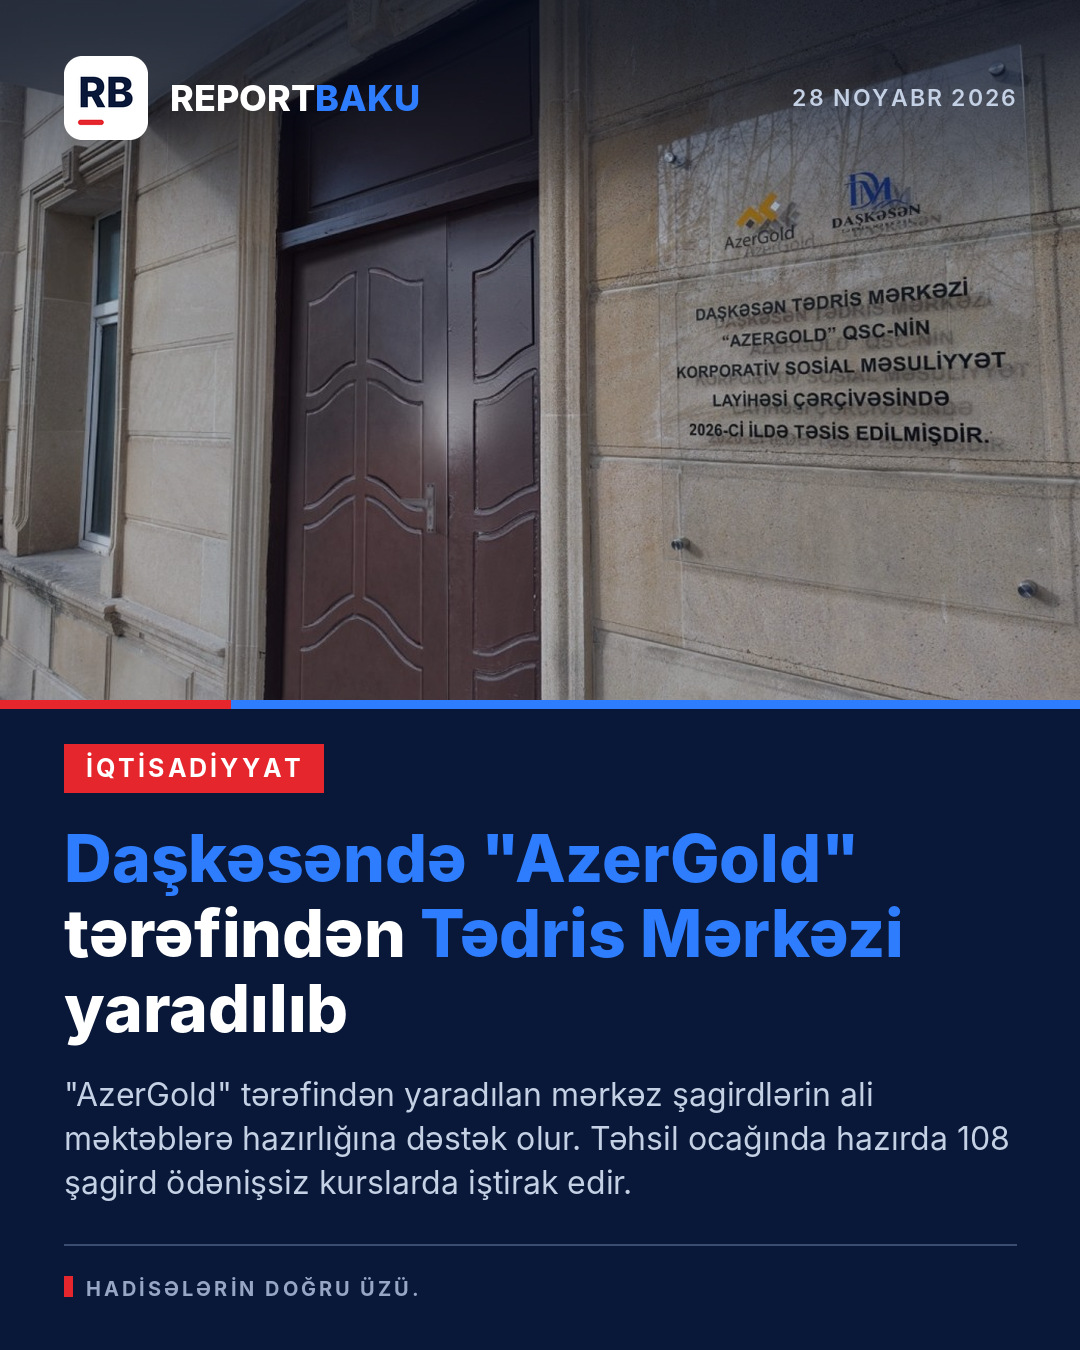 RB
REPORTBAKU
28 NOYABR 2026
AzerGold
DM
DAŞKƏSƏN
DAŞKƏSƏN TƏDRİS MƏRKƏZİ
“AZERGOLD” QSC-NİN
KORPORATİV SOSİAL MƏSULİYYƏT
LAYİHƏSİ ÇƏRÇİVƏSİNDƏ
2026-Cİ İLDƏ TƏSİS EDİLMİŞDİR.
İQTİSADİYYAT
Daşkəsəndə "AzerGold"
tərəfindən Tədris Mərkəzi
yaradılıb
"AzerGold" tərəfindən yaradılan mərkəz şagirdlərin ali
məktəblərə hazırlığına dəstək olur. Təhsil ocağında hazırda 108
şagird ödənişsiz kurslarda iştirak edir.
HADİSƏLƏRİN DOĞRU ÜZÜ.